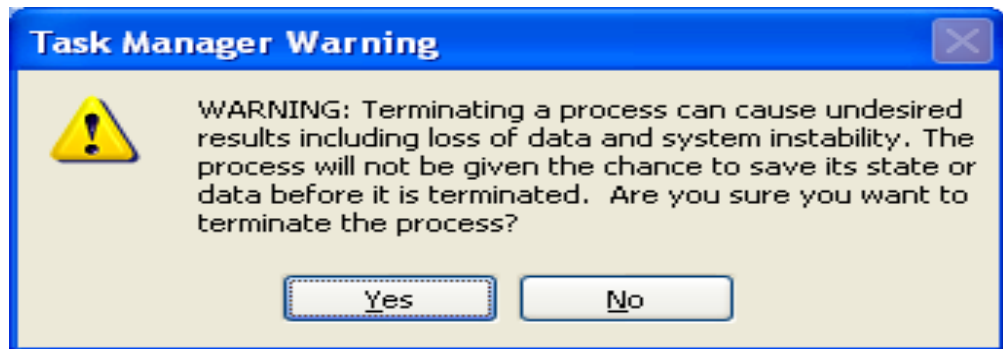 Task Manager Warning
WARNING: Terminating a process can cause undesired
results including loss of data and system instability. The
process will not be given the chance to save its state or
data before it is terminated.  Are you sure you want to
terminate the process?
Yes
No